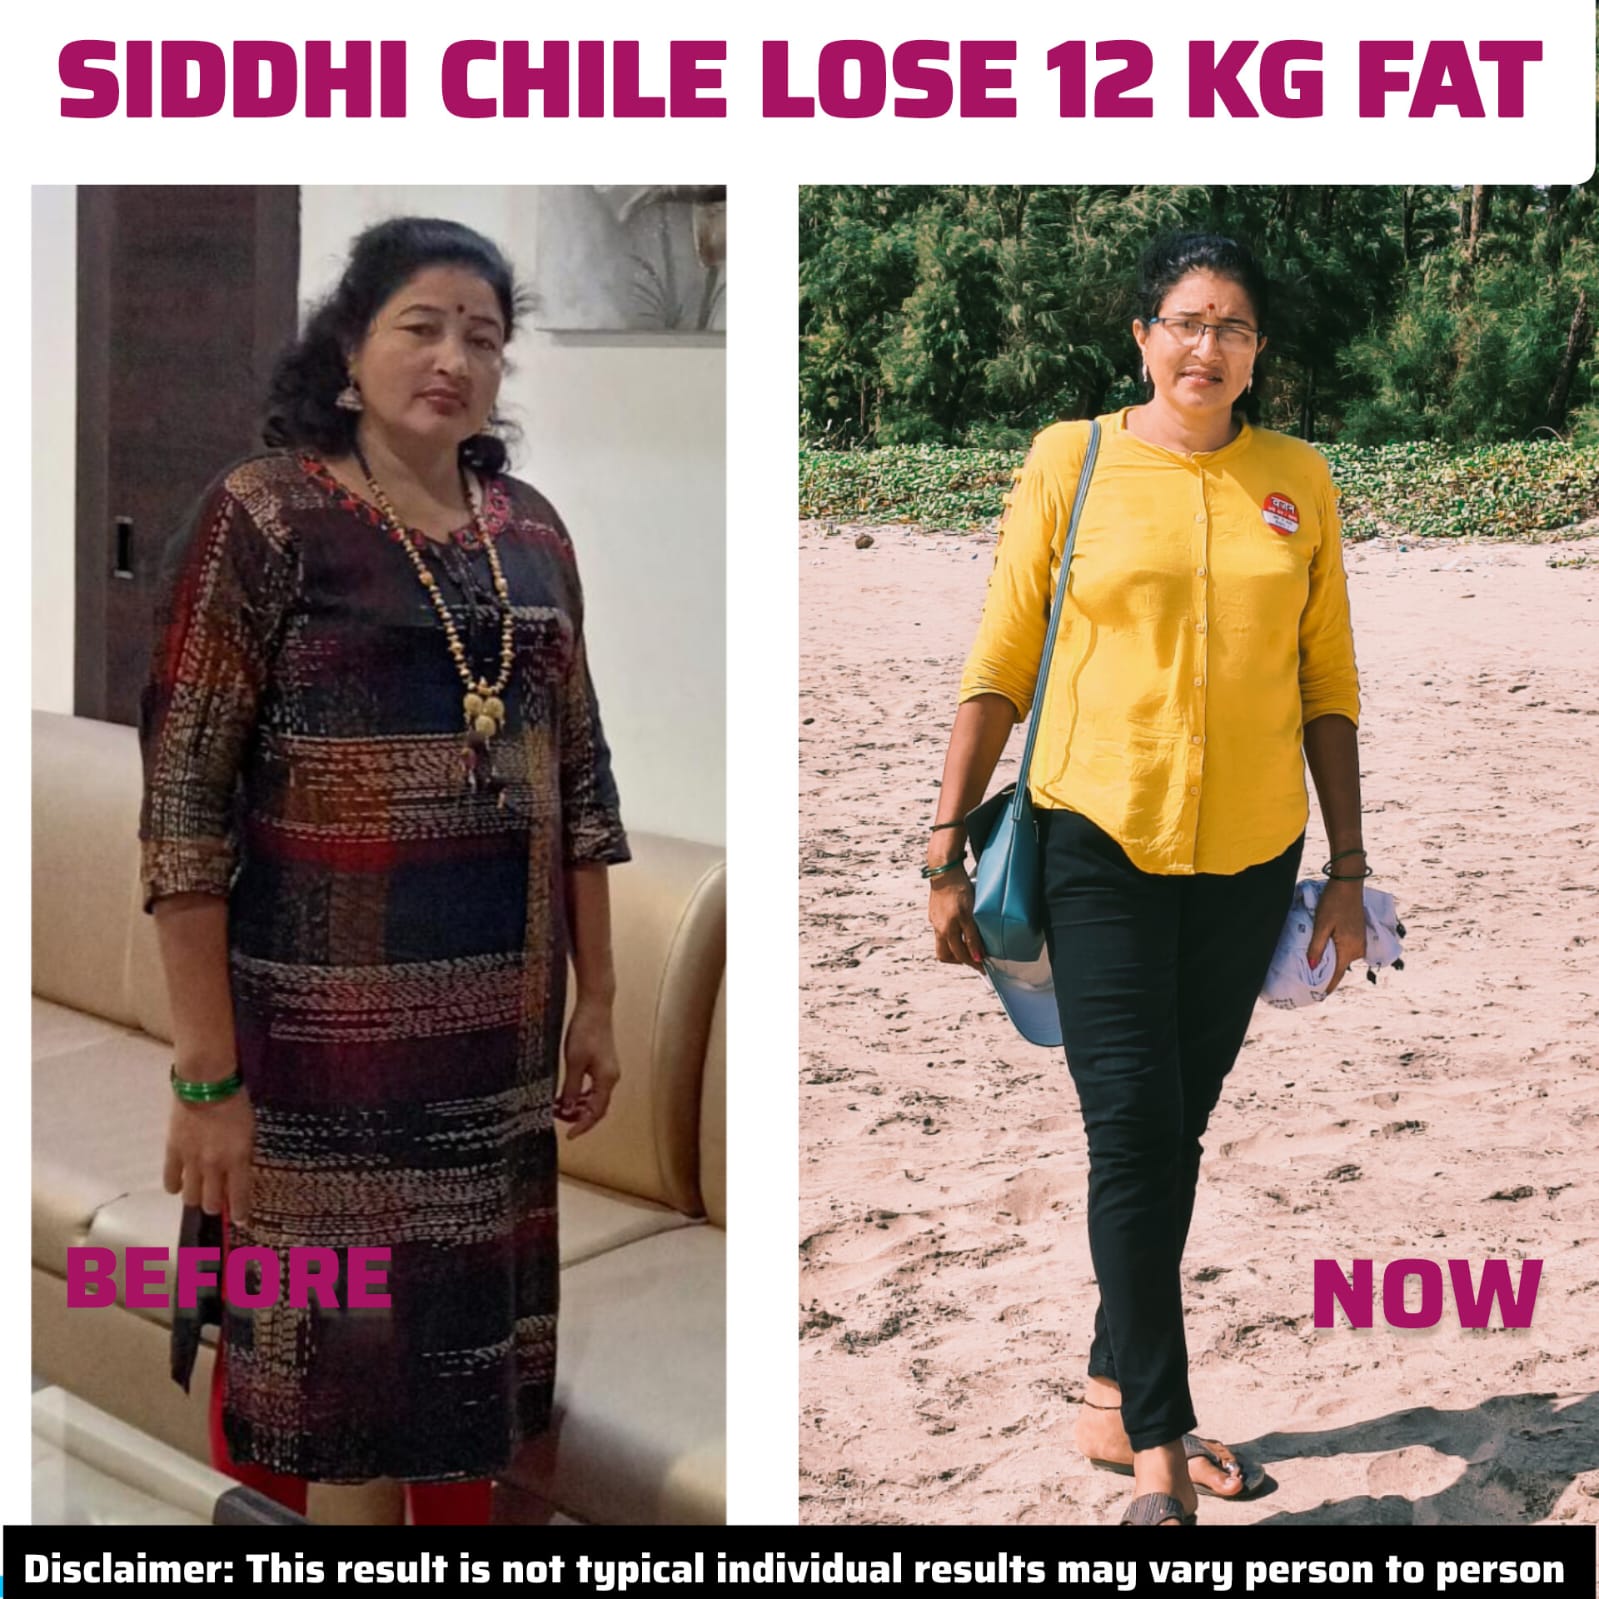 SIDDHI CHILE LOSE 12 KG FAT
वजन
BEFORE
NOW
Disclaimer: This result is not typical individual results may vary person to person